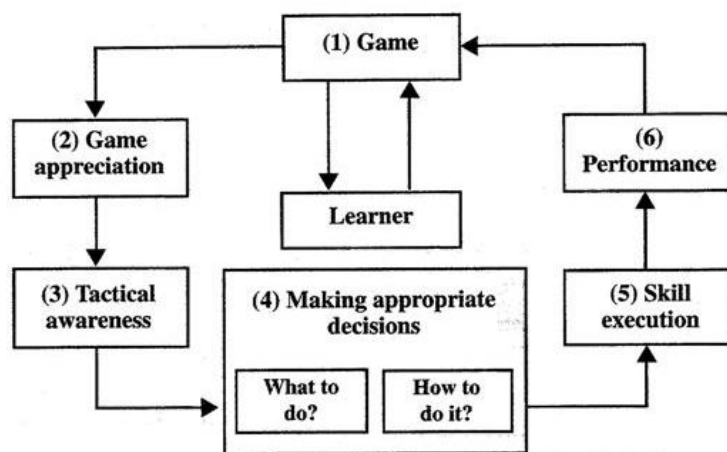 (1) Game
(2) Game
appreciation
(6)
Performance
Learner
(3) Tactical
awareness
(4) Making appropriate
decisions
(5) Skill
execution
What to
do?
How to
do it?